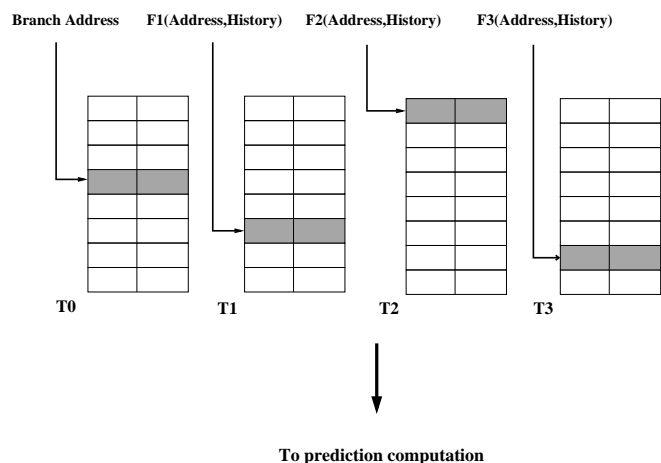 Branch Address F1(Address,History) F2(Address,History) F3(Address,History)
T0 T1 T2 T3
To prediction computation